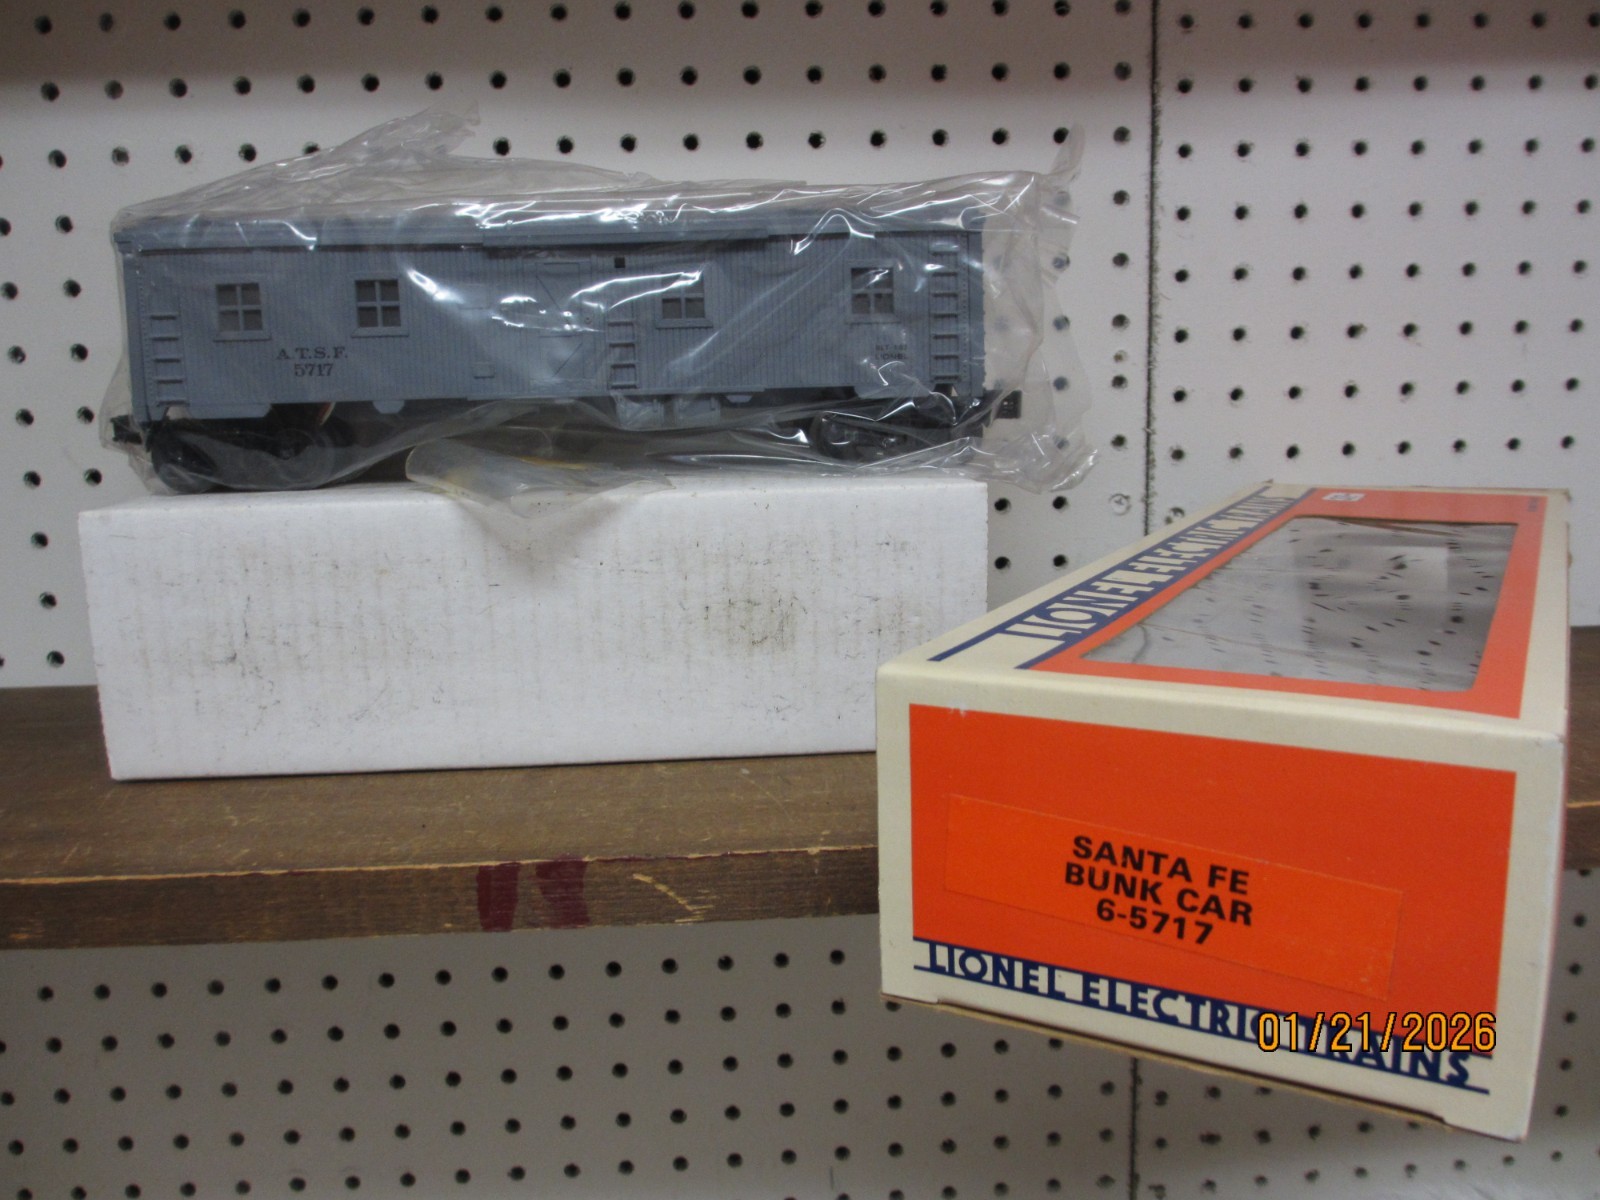 A.T.S.F.
5717
LIONEL ELECTRIC TRAINS
SANTA FE
BUNK CAR
6-5717
LIONEL ELECTRIC TRAINS
01/21/2026